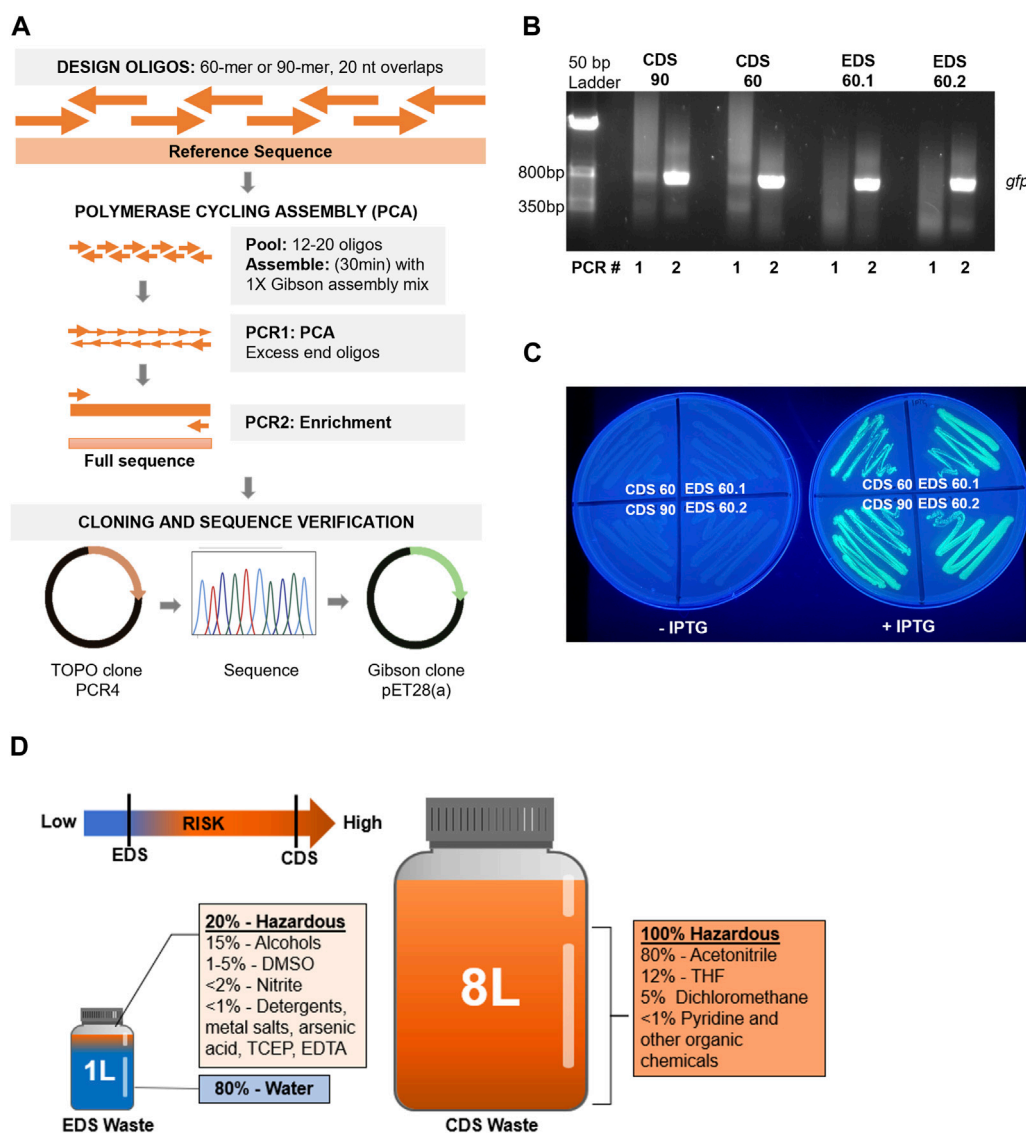 A
DESIGN OLIGOS: 60-mer or 90-mer, 20 nt overlaps
Reference Sequence
POLYMERASE CYCLING ASSEMBLY (PCA)
Pool: 12-20 oligos
Assemble: (30min) with
1X Gibson assembly mix
PCR1: PCA
Excess end oligos
PCR2: Enrichment
Full sequence
CLONING AND SEQUENCE VERIFICATION
TOPO clone
PCR4
Sequence
Gibson clone
pET28(a)
B
50 bp
Ladder
CDS
90
CDS
60
EDS
60.1
EDS
60.2
800bp
350bp
gfp
PCR # 1 2 1 2 1 2 1 2
C
CDS 60 EDS 60.1
CDS 90 EDS 60.2
- IPTG
CDS 60 EDS 60.1
CDS 90 EDS 60.2
+ IPTG
D
Low RISK High
EDS CDS
20% - Hazardous
15% - Alcohols
1-5% - DMSO
<2% - Nitrite
<1% - Detergents,
metal salts, arsenic
acid, TCEP, EDTA
80% - Water
1L
EDS Waste
8L
CDS Waste
100% Hazardous
80% - Acetonitrile
12% - THF
5% Dichloromethane
<1% Pyridine and
other organic
chemicals